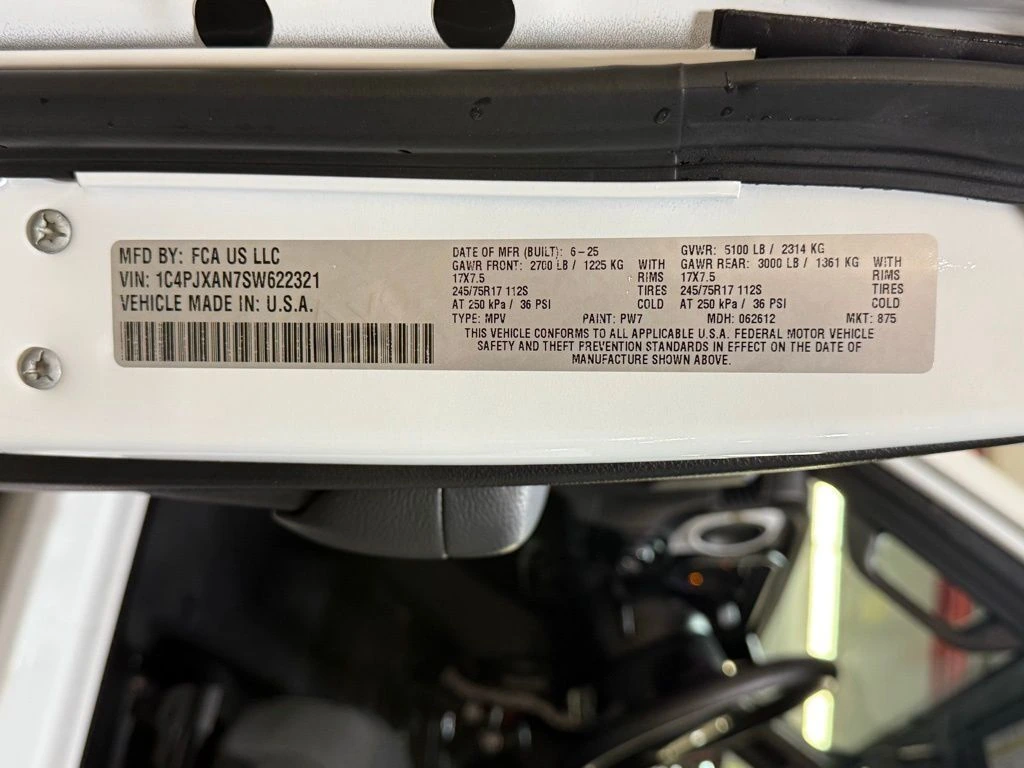 MFD BY: FCA US LLC
VIN: 1C4PJXAN7SW622321
VEHICLE MADE IN: U.S.A.
DATE OF MFR (BUILT): 6-25 GVWR: 5100 LB / 2314 KG
GAWR FRONT: 2700 LB / 1225 KG WITH GAWR REAR: 3000 LB / 1361 KG WITH
17X7.5 RIMS 17X7.5 RIMS
245/75R17 112S TIRES 245/75R17 112S TIRES
AT 250 kPa / 36 PSI COLD AT 250 kPa / 36 PSI COLD
TYPE: MPV PAINT: PW7 MDH: 062612 MKT: 875
THIS VEHICLE CONFORMS TO ALL APPLICABLE U.S.A. FEDERAL MOTOR VEHICLE
SAFETY AND THEFT PREVENTION STANDARDS IN EFFECT ON THE DATE OF
MANUFACTURE SHOWN ABOVE.